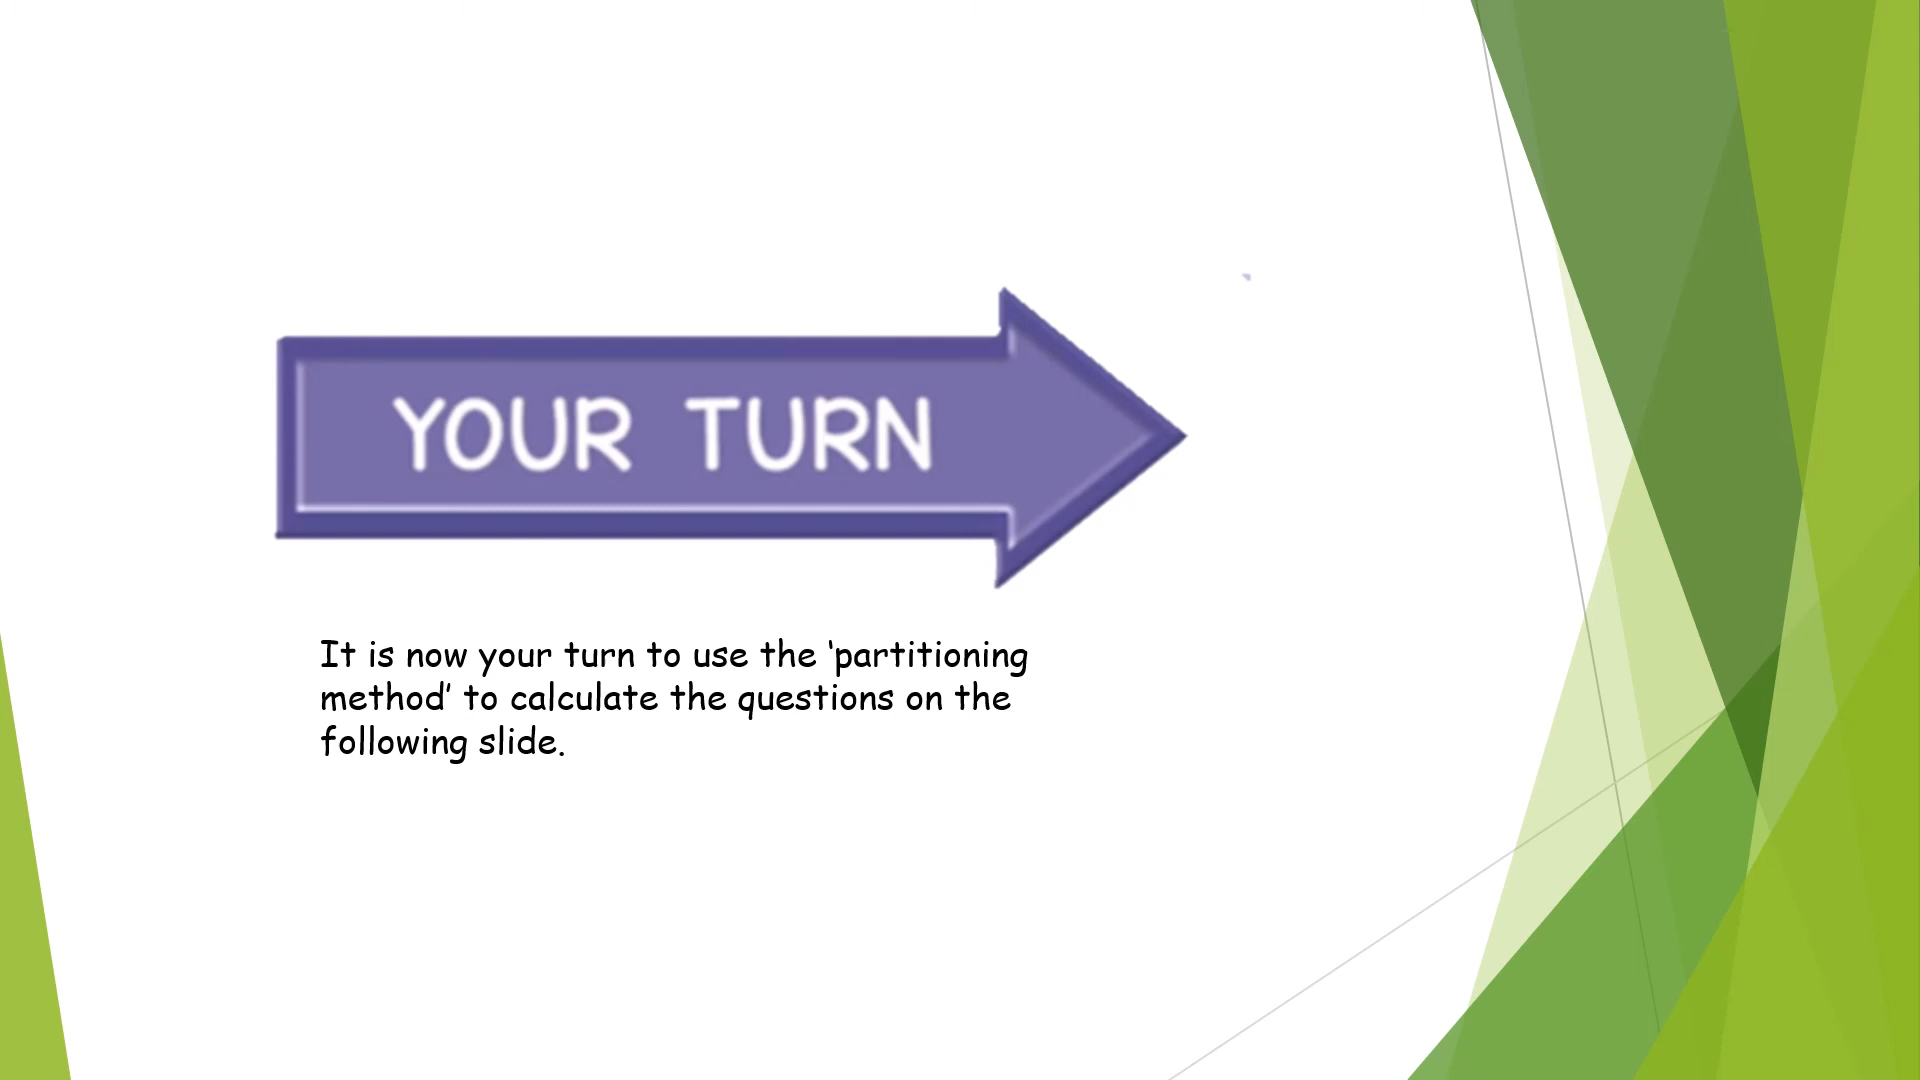 YOUR TURN
It is now your turn to use the ‘partitioning
method’ to calculate the questions on the
following slide.